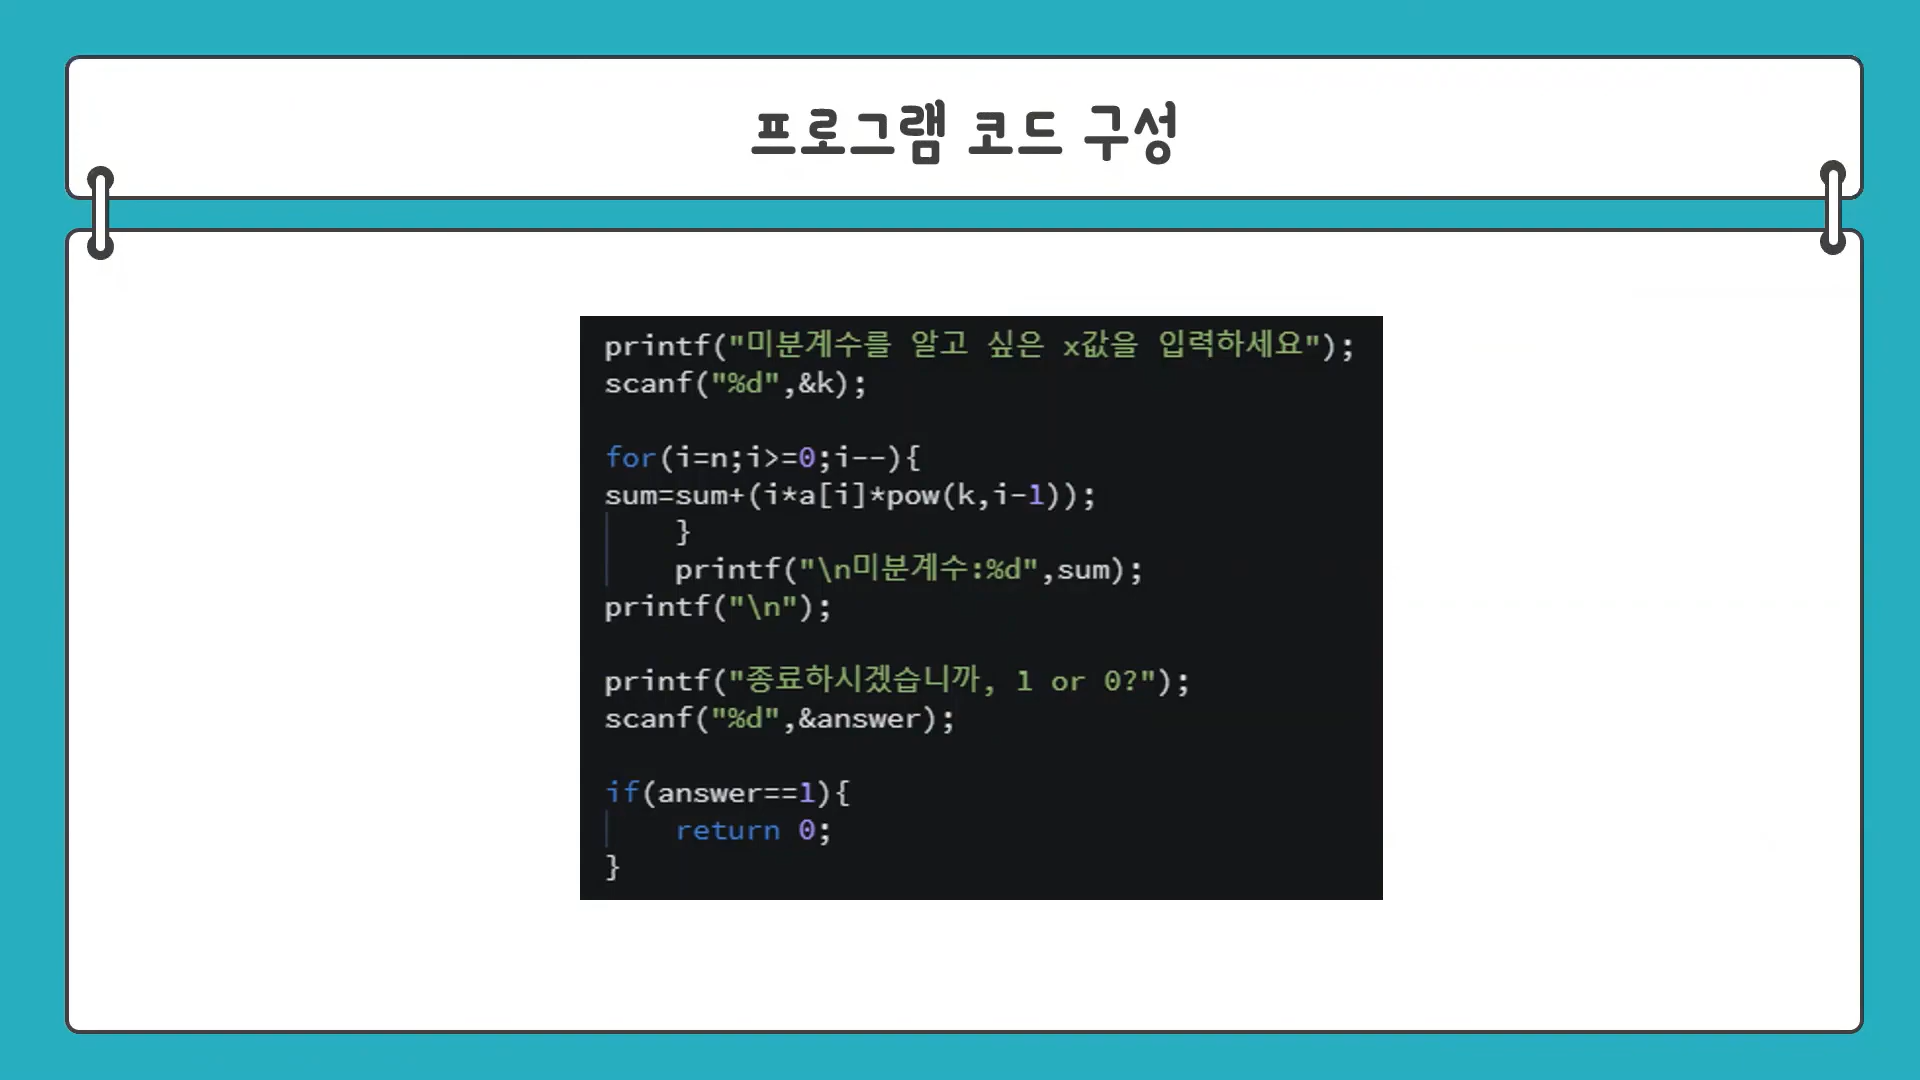 프로그램 코드 구성
printf("미분계수를 알고 싶은 x값을 입력하세요");
scanf("%d",&k);
for(i=n;i>=0;i--){
sum=sum+(i*a[i]*pow(k,i-1));
}
printf("\n미분계수:%d",sum);
printf("\n");
printf("종료하시겠습니까, 1 or 0?");
scanf("%d",&answer);
if(answer==1){
return 0;
}